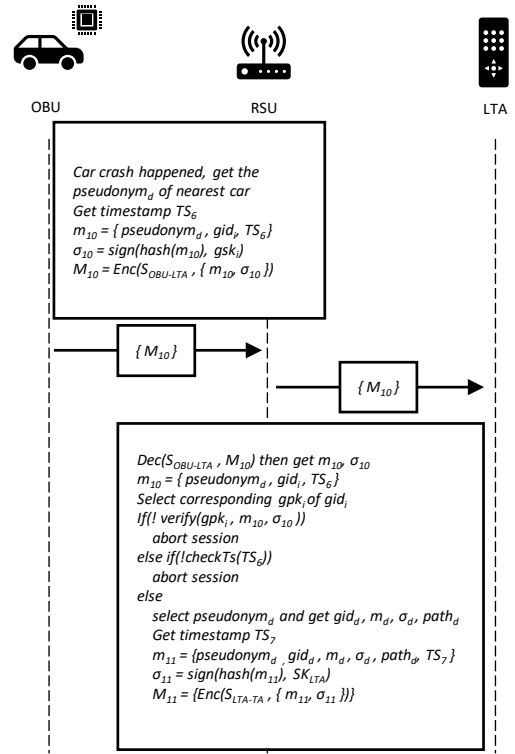 OBU RSU LTA
Car crash happened, get the
pseudonym_d of nearest car
Get timestamp TS_6
m_10 = { pseudonym_d , gid_i, TS_6}
σ_10 = sign(hash(m_10), gsk_i)
M_10 = Enc(S_OBU-LTA , { m_10, σ_10 })
{ M_10 }
{ M_10 }
Dec(S_OBU-LTA , M_10) then get m_10, σ_10
m_10 = { pseudonym_d , gid_i , TS_6}
Select corresponding gpk_i of gid_i
If(! verify(gpk_i , m_10, σ_10 ))
abort session
else if(!checkTs(TS_6))
abort session
else
select pseudonym_d and get gid_d , m_d, σ_d, path_d
Get timestamp TS_7
m_11 = {pseudonym_d , gid_d , m_d, σ_d , path_d, TS_7 }
σ_11 = sign(hash(m_11), SK_LTA)
M_11 = {Enc(S_LTA-TA , { m_11, σ_11 })}